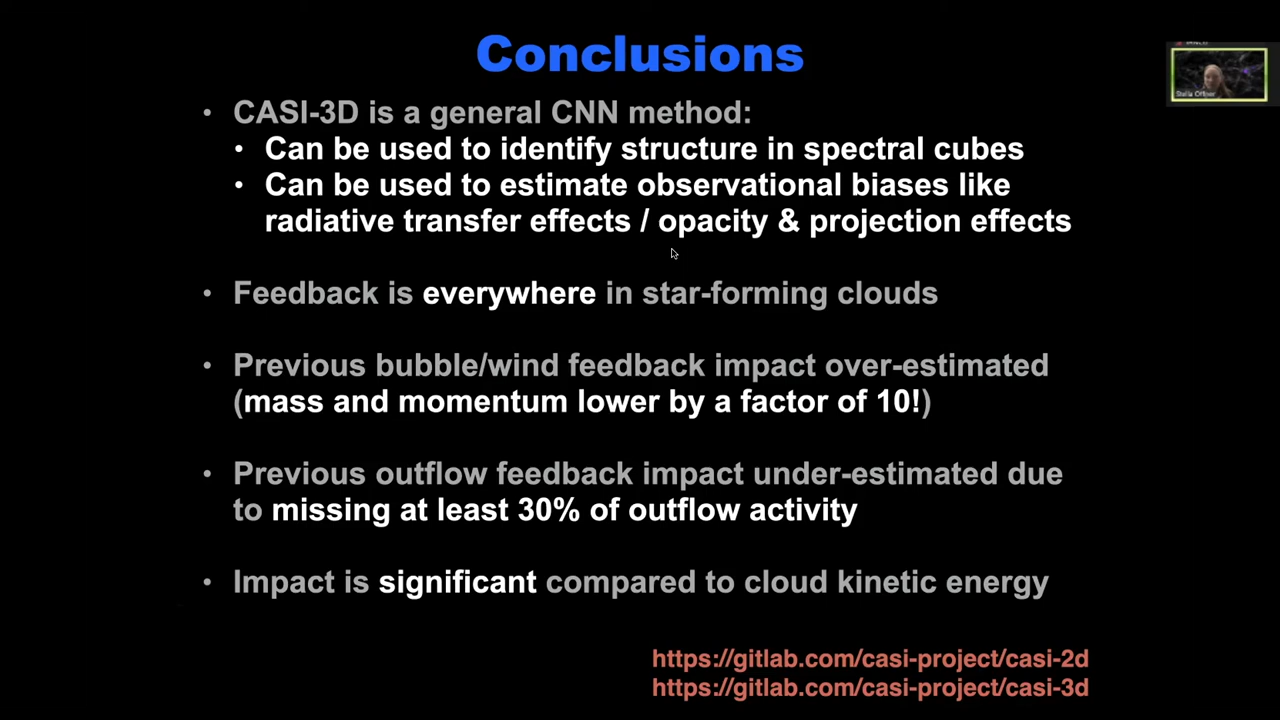 Conclusions
• CASI-3D is a general CNN method:
• Can be used to identify structure in spectral cubes
• Can be used to estimate observational biases like
radiative transfer effects / opacity & projection effects
• Feedback is everywhere in star-forming clouds
• Previous bubble/wind feedback impact over-estimated
(mass and momentum lower by a factor of 10!)
• Previous outflow feedback impact under-estimated due
to missing at least 30% of outflow activity
• Impact is significant compared to cloud kinetic energy
https://gitlab.com/casi-project/casi-2d
https://gitlab.com/casi-project/casi-3d
Stella Offner